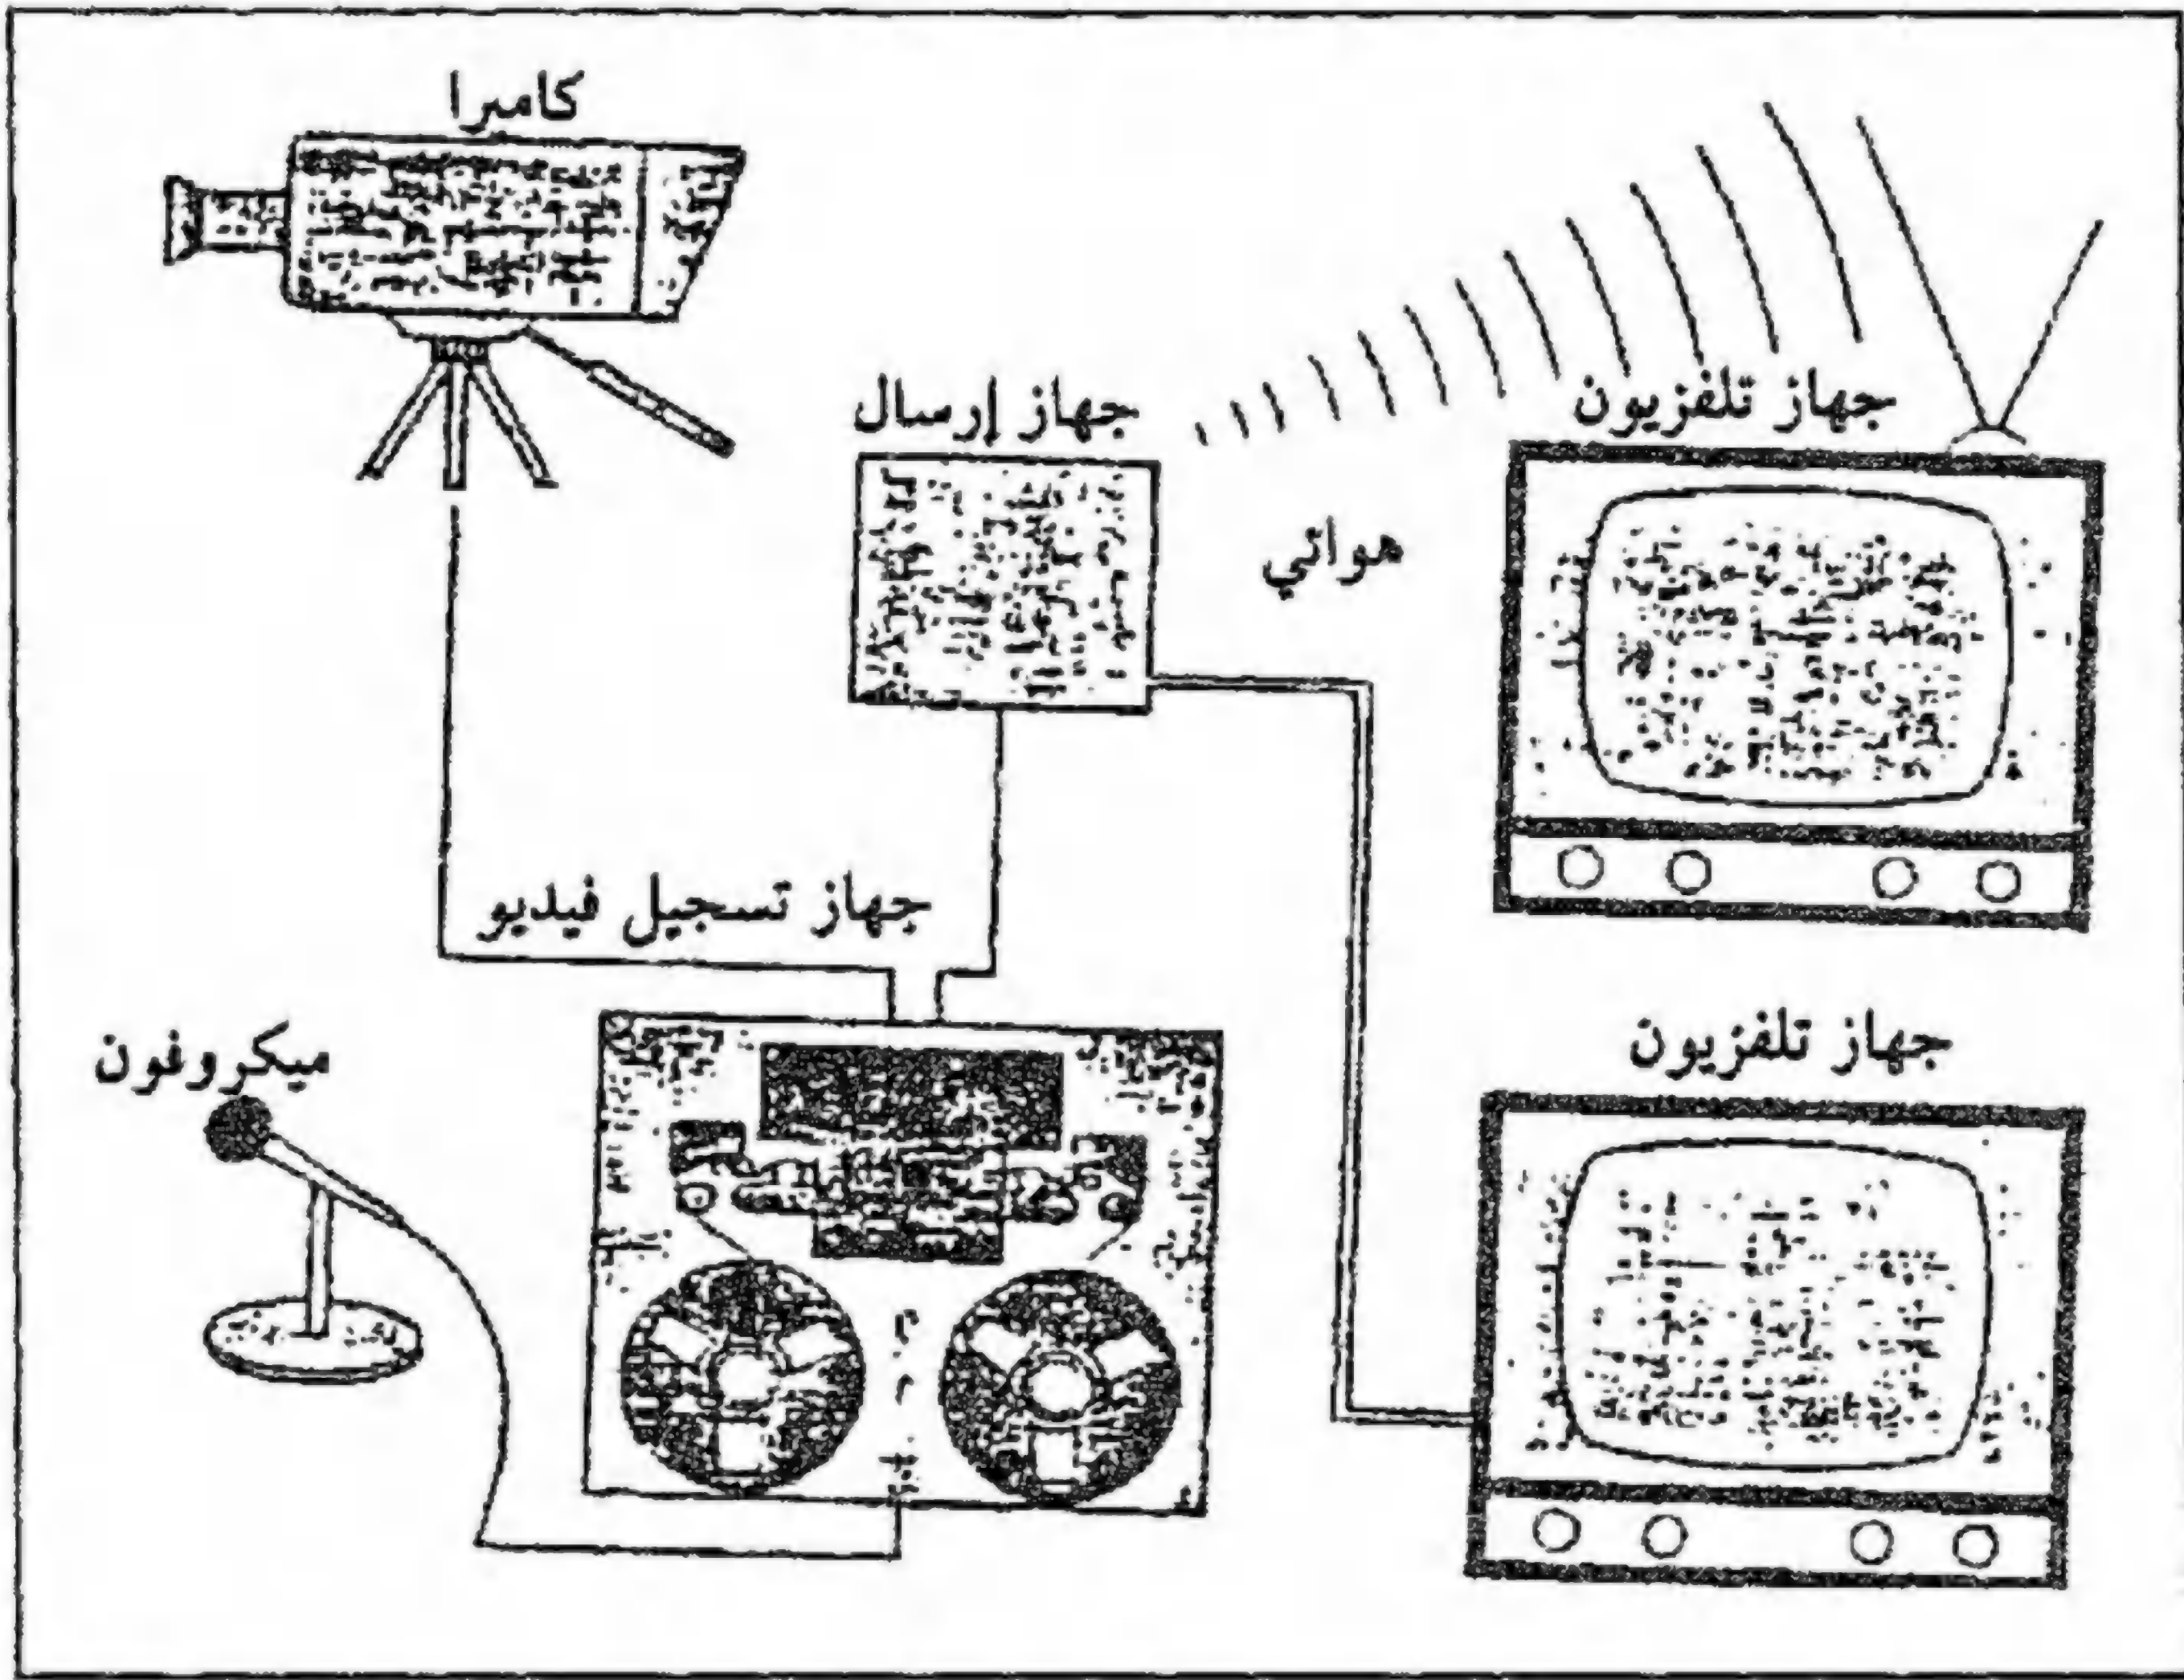 كاميرا
جهاز إرسال
جهاز تلفزيون
هوائي
جهاز تسجيل فيديو
ميكروفون
جهاز تلفزيون